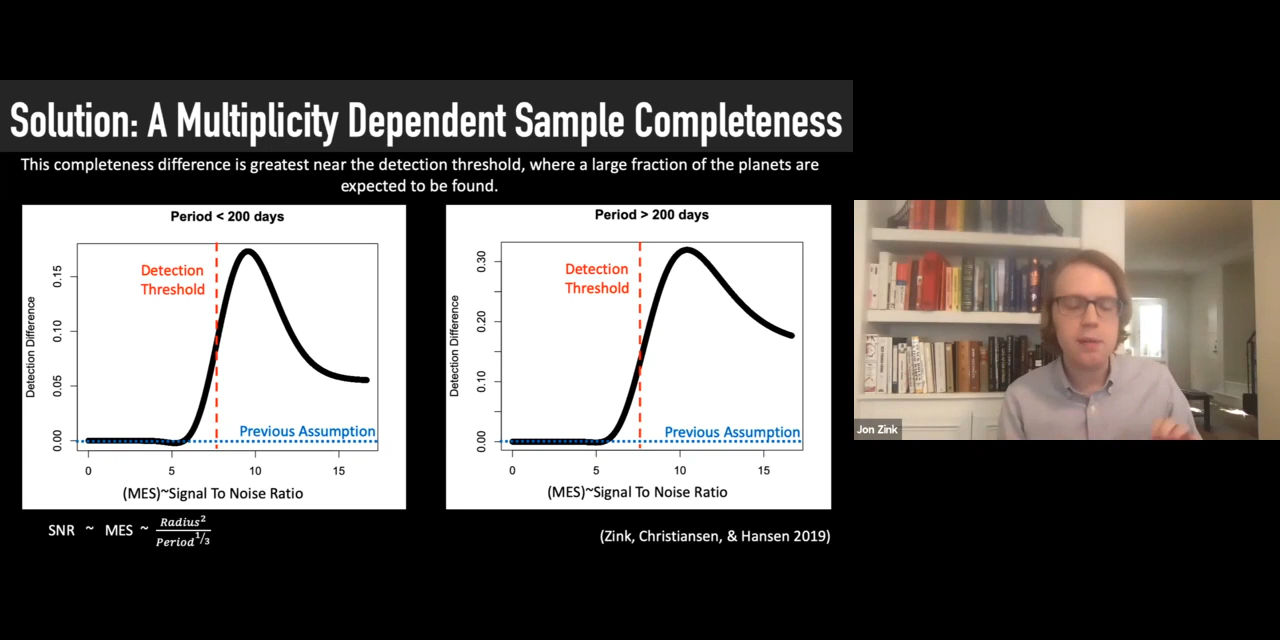 Solution: A Multiplicity Dependent Sample Completeness
This completeness difference is greatest near the detection threshold, where a large fraction of the planets are
expected to be found.
Period < 200 days
Detection Difference
0.15
0.10
0.05
0.00
Detection
Threshold
Previous Assumption
0
5
10
15
(MES)~Signal To Noise Ratio
Period > 200 days
Detection Difference
0.30
0.20
0.10
0.00
Detection
Threshold
Previous Assumption
0
5
10
15
(MES)~Signal To Noise Ratio
SNR ~ MES ~ Radius² / Period^1/3
(Zink, Christiansen, & Hansen 2019)
Jon Zink